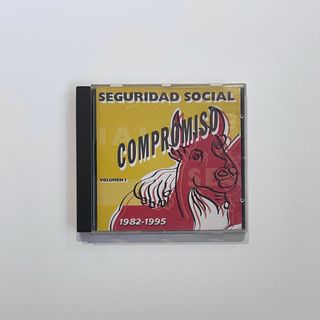 SEGURIDAD SOCIAL
COMPROMISO
VOLUMEN I
1982-1995